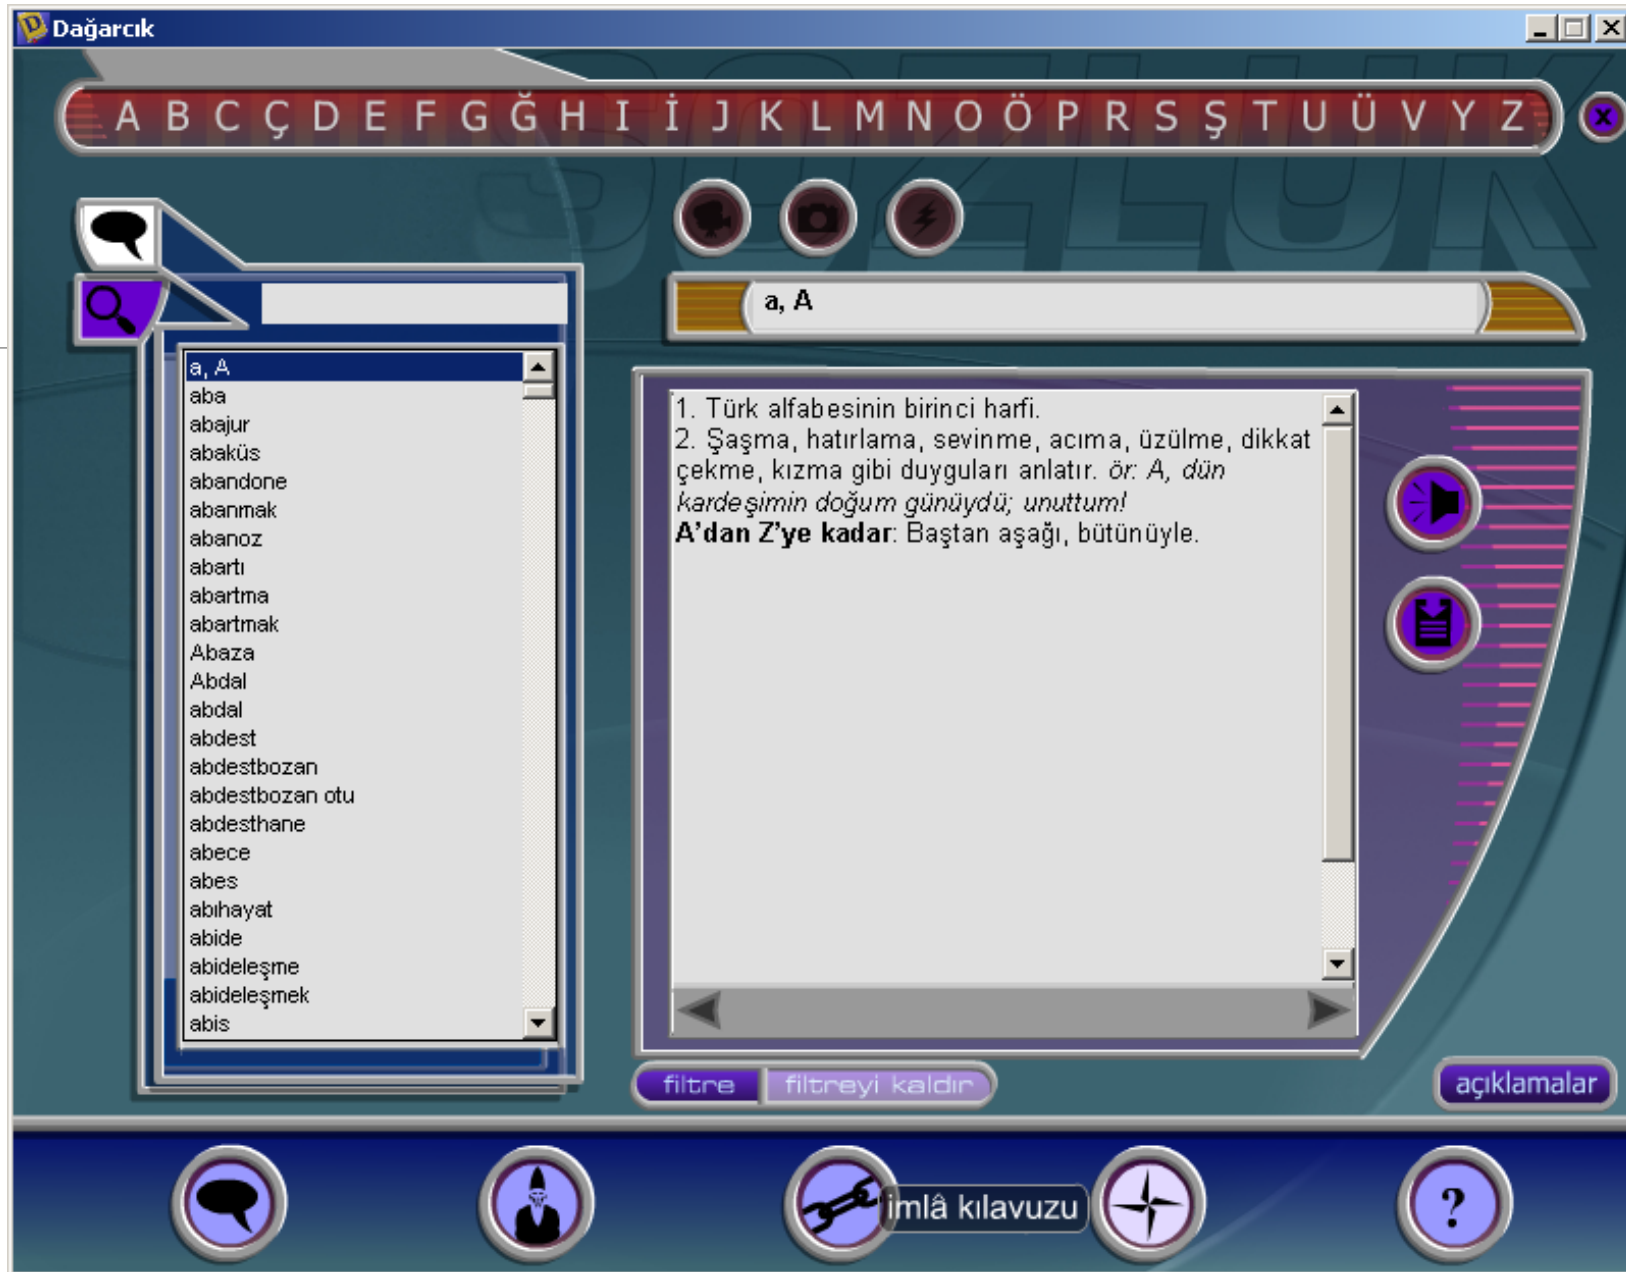 Dağarcık
SÖZLÜK
A B C Ç D E F G Ğ H I İ J K L M N O Ö P R S Ş T U Ü V Y Z
a, A
a, A
aba
abajur
abaküs
abandone
abanmak
abanoz
abartı
abartma
abartmak
Abaza
Abdal
abdal
abdest
abdestbozan
abdestbozan otu
abdesthane
abece
abes
abıhayat
abide
abideleşme
abideleşmek
abis
1. Türk alfabesinin birinci harfi.
2. Şaşma, hatırlama, sevinme, acıma, üzülme, dikkat
çekme, kızma gibi duyguları anlatır. ör: A, dün
kardeşimin doğum günüydü; unuttum!
A’dan Z’ye kadar: Baştan aşağı, bütünüyle.
filtre filtreyi kaldır
açıklamalar
imlâ kılavuzu
?